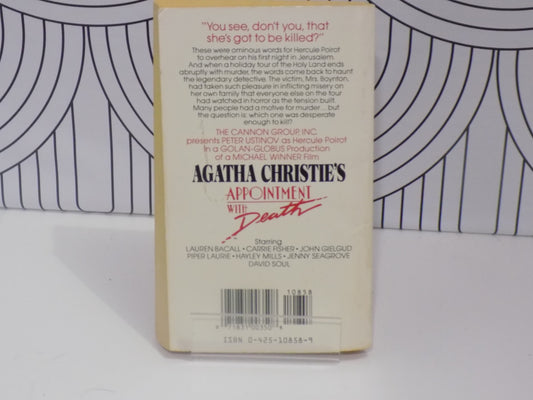 "You see, don't you, that
she's got to be killed?"
These were ominous words for Hercule Poirot
to overhear on his first night in Jerusalem.
And when a holiday tour of the Holy Land ends
abruptly with murder, the words come back to haunt
the legendary detective. The victim, Mrs. Boynton,
had taken such pleasure in inflicting misery on
her own family that everyone else on the tour
had watched in horror as the tension built.
Many people had a motive for murder ... but
the question is: which one was desperate
enough to kill?
THE CANNON GROUP, INC.
presents PETER USTINOV as Hercule Poirot
In a GOLAN-GLOBUS Production
of a MICHAEL WINNER Film
AGATHA CHRISTIE'S
APPOINTMENT
WITH
Death
Starring
LAUREN BACALL • CARRIE FISHER • JOHN GIELGUD
PIPER LAURIE • HAYLEY MILLS • JENNY SEAGROVE
DAVID SOUL
10858
0 71831 00350 8
ISBN 0-425-10858-9